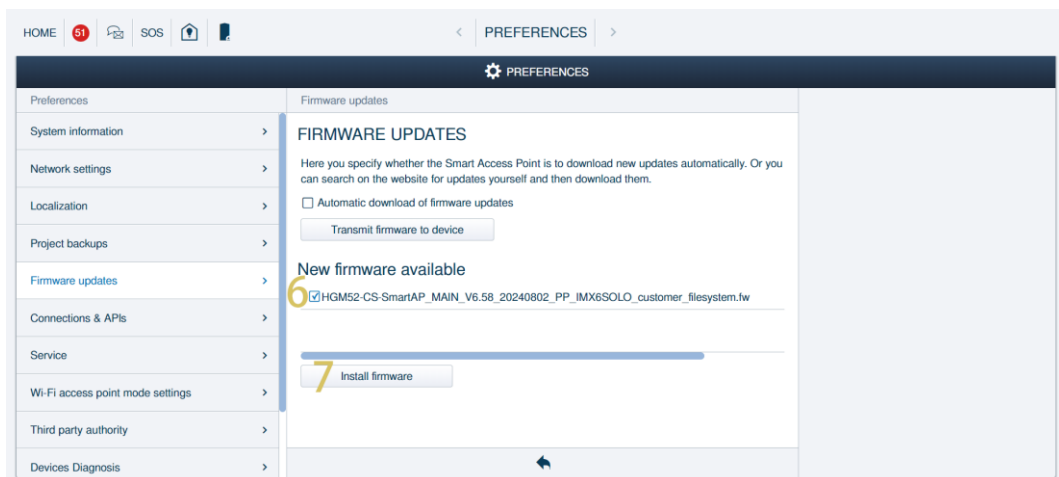 HOME 51 SOS < PREFERENCES >
PREFERENCES
Preferences
Firmware updates
System information >
Network settings >
Localization >
Project backups >
Firmware updates >
Connections & APIs >
Service >
Wi-Fi access point mode settings >
Third party authority >
Devices Diagnosis >
FIRMWARE UPDATES
Here you specify whether the Smart Access Point is to download new updates automatically. Or you
can search on the website for updates yourself and then download them.
Automatic download of firmware updates
Transmit firmware to device
New firmware available
6 HGM52-CS-SmartAP_MAIN_V6.58_20240802_PP_IMX6SOLO_customer_filesystem.fw
7 Install firmware